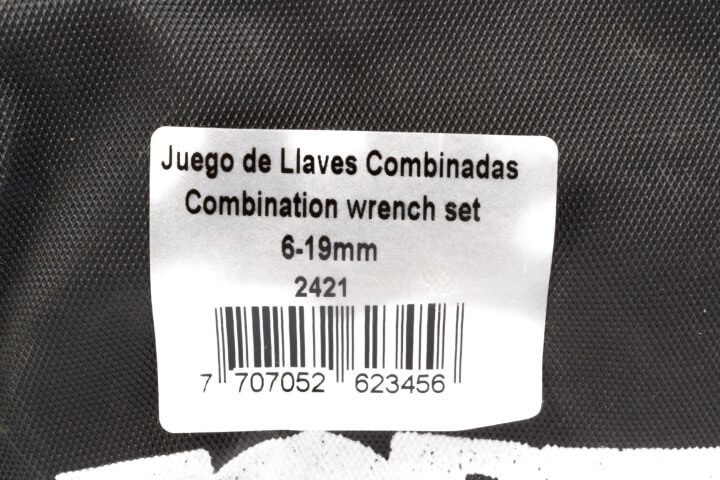 Juego de Llaves Combinadas
Combination wrench set
6-19mm
2421
7 707052 623456